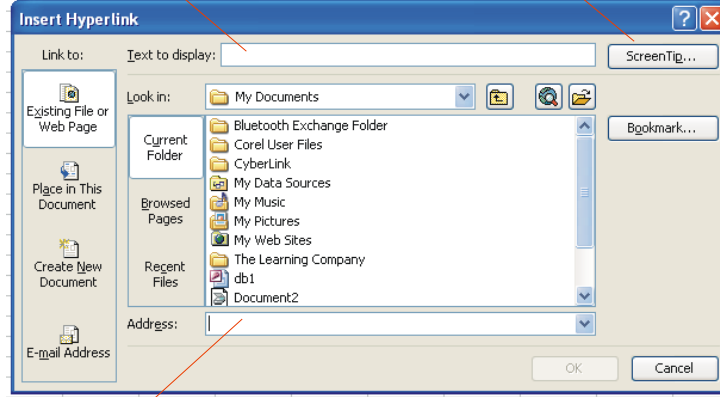 Insert Hyperlink
Link to:
Text to display:
ScreenTip...
Existing File or
Web Page
Look in:
My Documents
Bookmark...
Current
Folder
Browsed
Pages
Recent
Files
Bluetooth Exchange Folder
Corel User Files
CyberLink
My Data Sources
My Music
My Pictures
My Web Sites
The Learning Company
db1
Document2
Place in This
Document
Create New
Document
E-mail Address
Address:
OK
Cancel